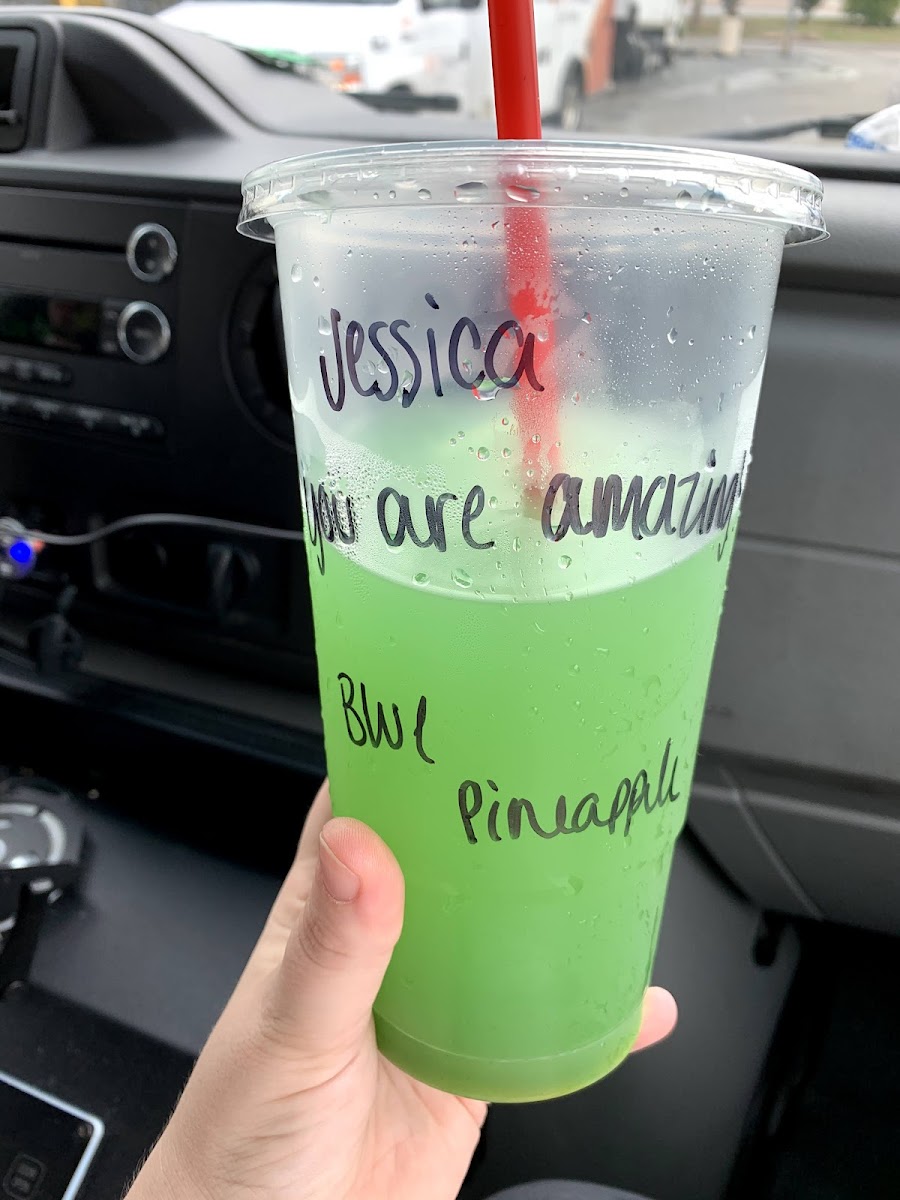 Jessica
you are amazing
Blue
Pineapple